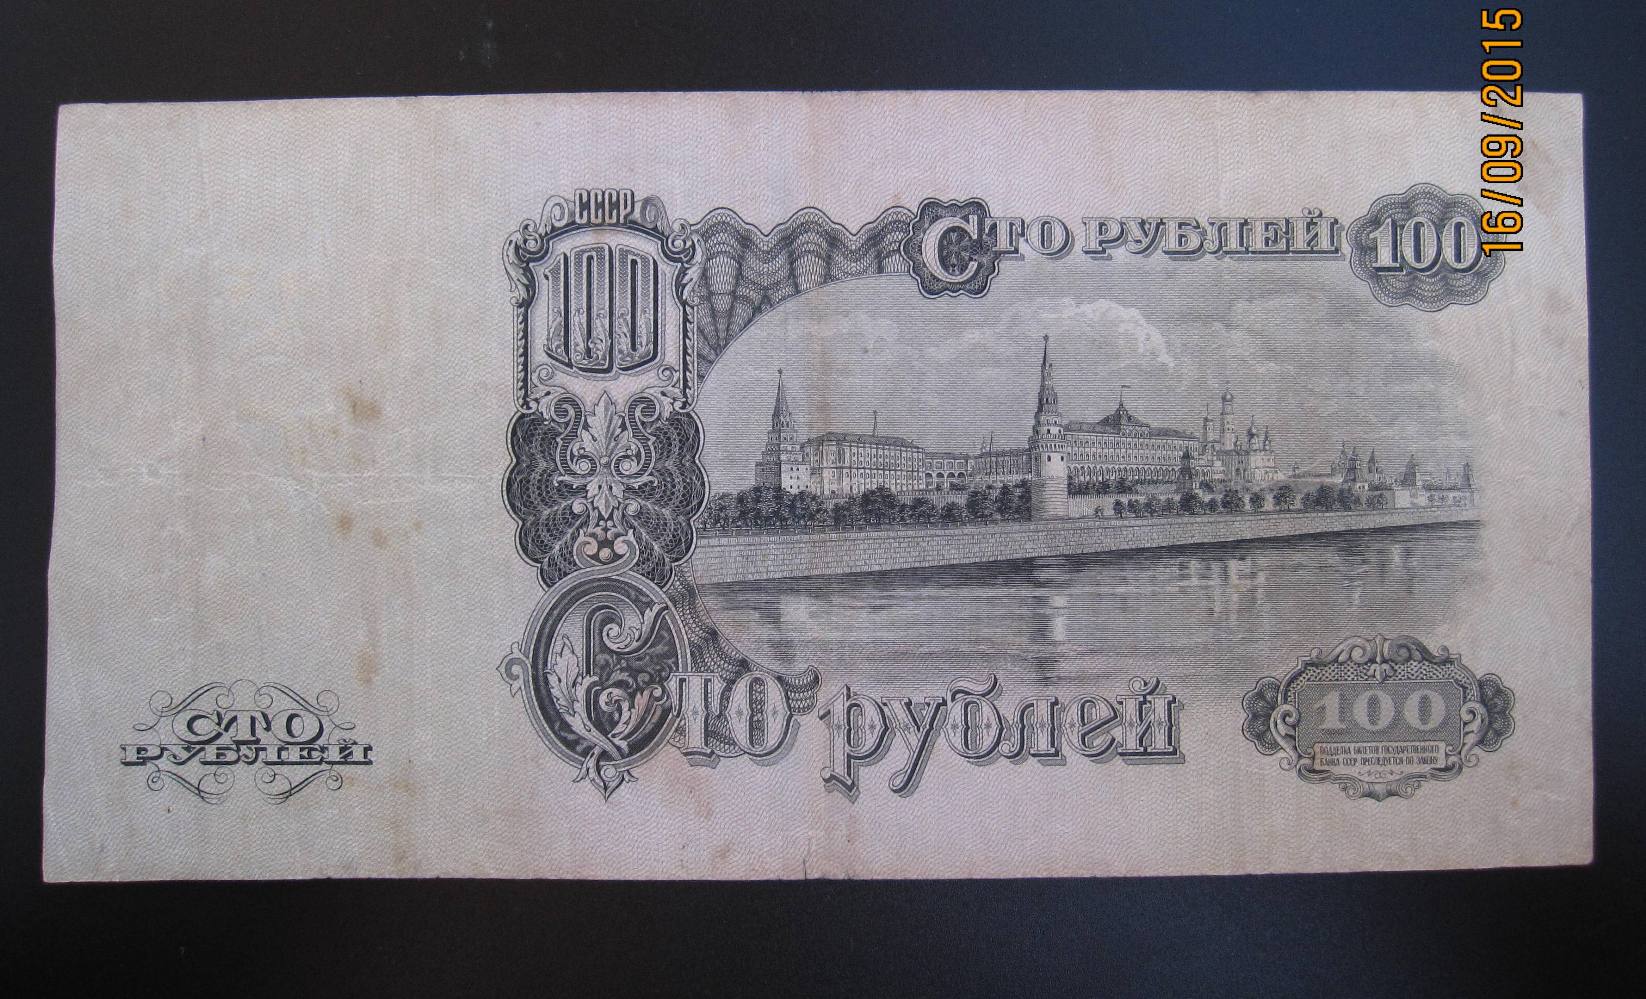 СССР
100
Сто рублей
100
Сто рублей
100
ПОДДЕЛКА БИЛЕТОВ ГОСУДАРСТВЕННОГО
БАНКА СССР ПРЕСЛЕДУЕТСЯ ПО ЗАКОНУ
СТО
РУБЛЕЙ
16/09/2015